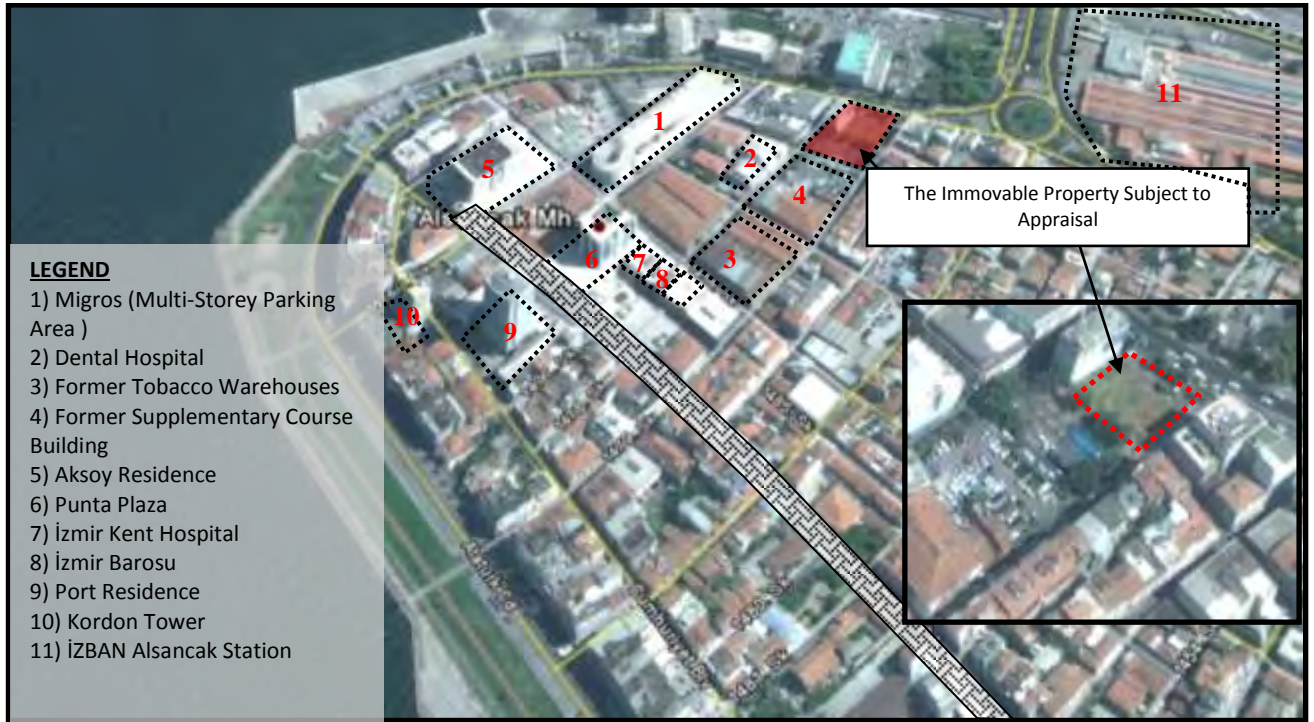 1
2
3
4
5
6
7
8
9
10
11
The Immovable Property Subject to
Appraisal
Alsancak Mh
LEGEND
1) Migros (Multi-Storey Parking
Area )
2) Dental Hospital
3) Former Tobacco Warehouses
4) Former Supplementary Course
Building
5) Aksoy Residence
6) Punta Plaza
7) İzmir Kent Hospital
8) İzmir Barosu
9) Port Residence
10) Kordon Tower
11) İZBAN Alsancak Station